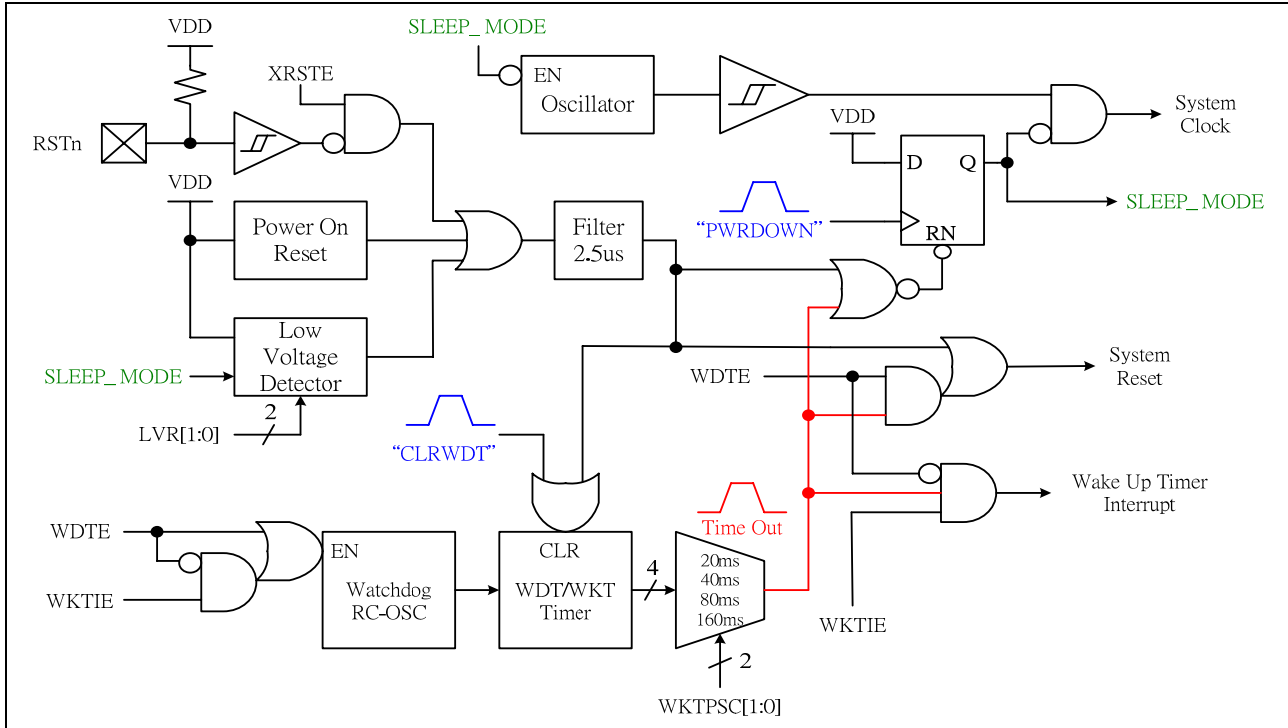 VDD
SLEEP_ MODE
XRSTE
EN
Oscillator
System
Clock
RSTn
VDD
D
Q
VDD
SLEEP_ MODE
Power On
Reset
Filter
2.5us
“PWRDOWN”
RN
Low
Voltage
Detector
SLEEP_ MODE
WDTE
System
Reset
2
LVR[1:0]
“CLRWDT”
Wake Up Timer
Interrupt
Time Out
WDTE
EN
Watchdog
RC-OSC
CLR
WDT/WKT
Timer
4
20ms
40ms
80ms
160ms
WKTIE
WKTIE
2
WKTPSC[1:0]